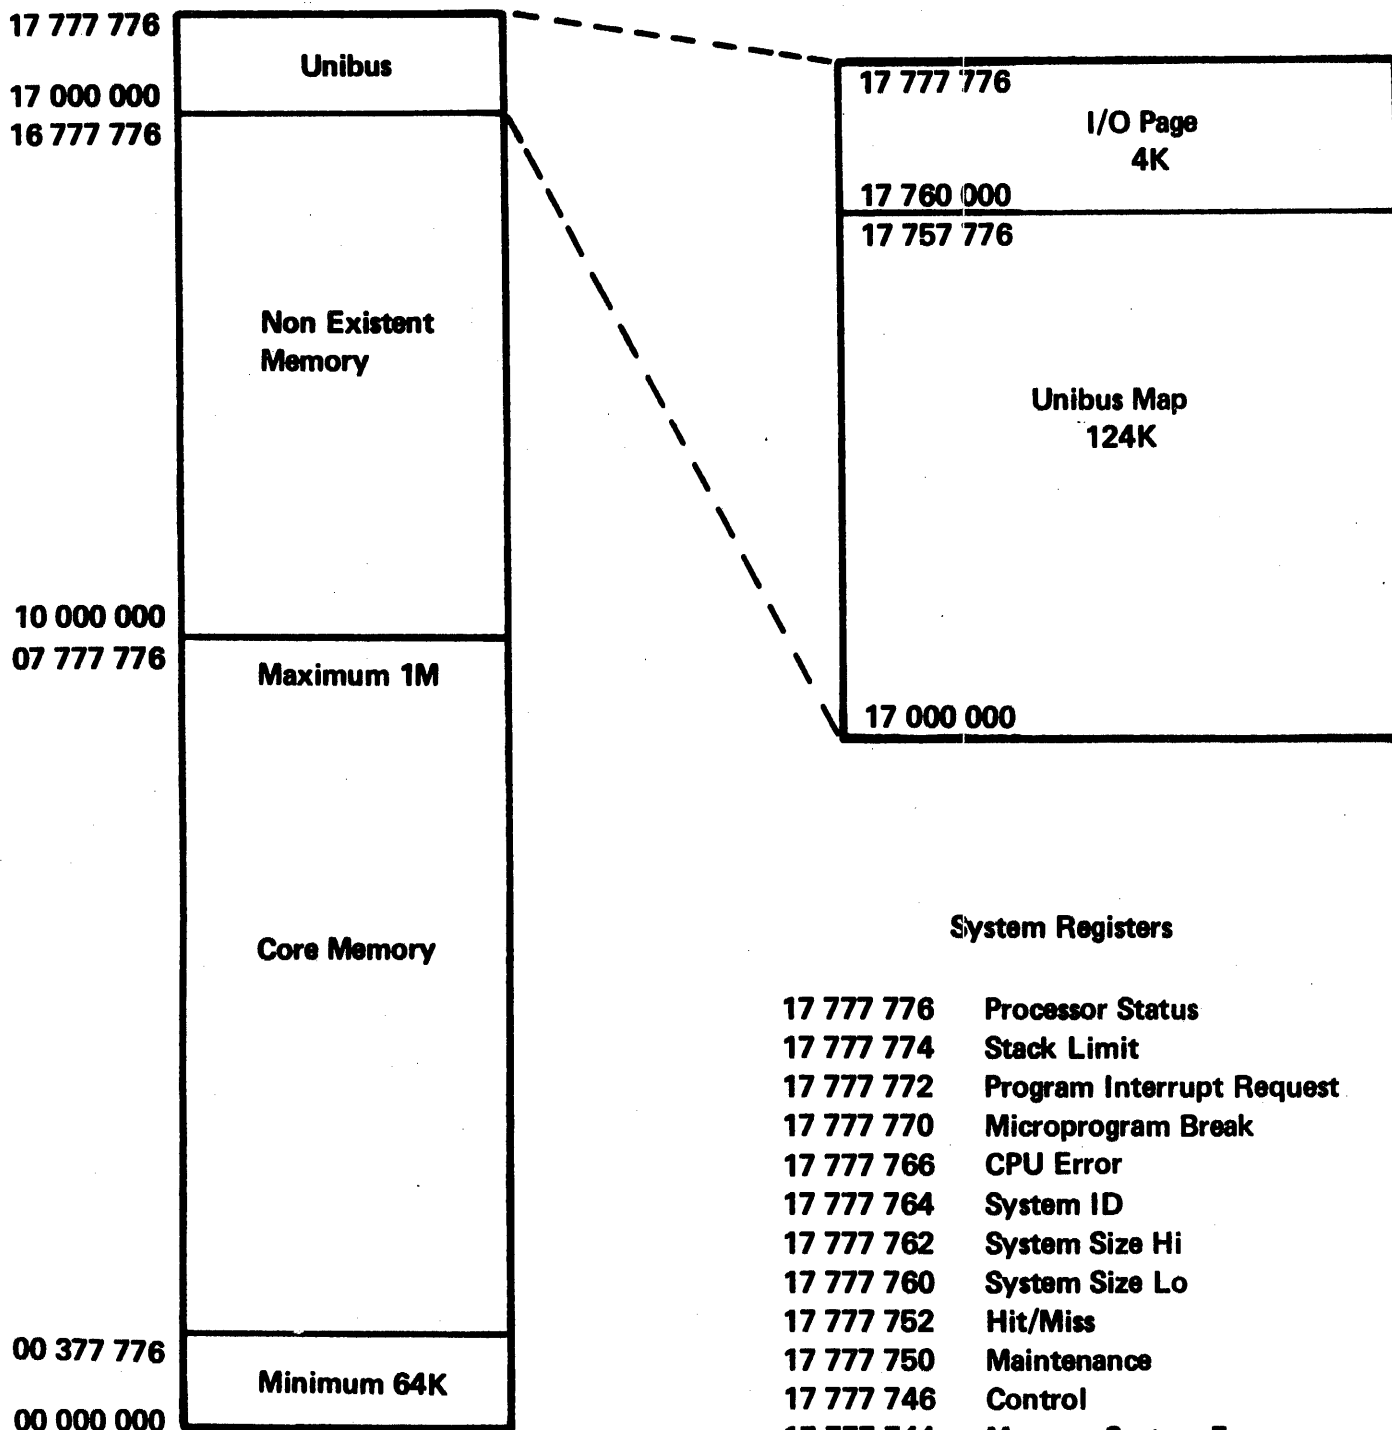 17 777 776
Unibus
17 000 000
16 777 776
Non Existent
Memory
10 000 000
07 777 776
Maximum 1M
Core Memory
00 377 776
Minimum 64K
00 000 000
17 777 776
I/O Page
4K
17 760 000
17 757 776
Unibus Map
124K
17 000 000
System Registers
17 777 776 Processor Status
17 777 774 Stack Limit
17 777 772 Program Interrupt Request
17 777 770 Microprogram Break
17 777 766 CPU Error
17 777 764 System ID
17 777 762 System Size Hi
17 777 760 System Size Lo
17 777 752 Hit/Miss
17 777 750 Maintenance
17 777 746 Control